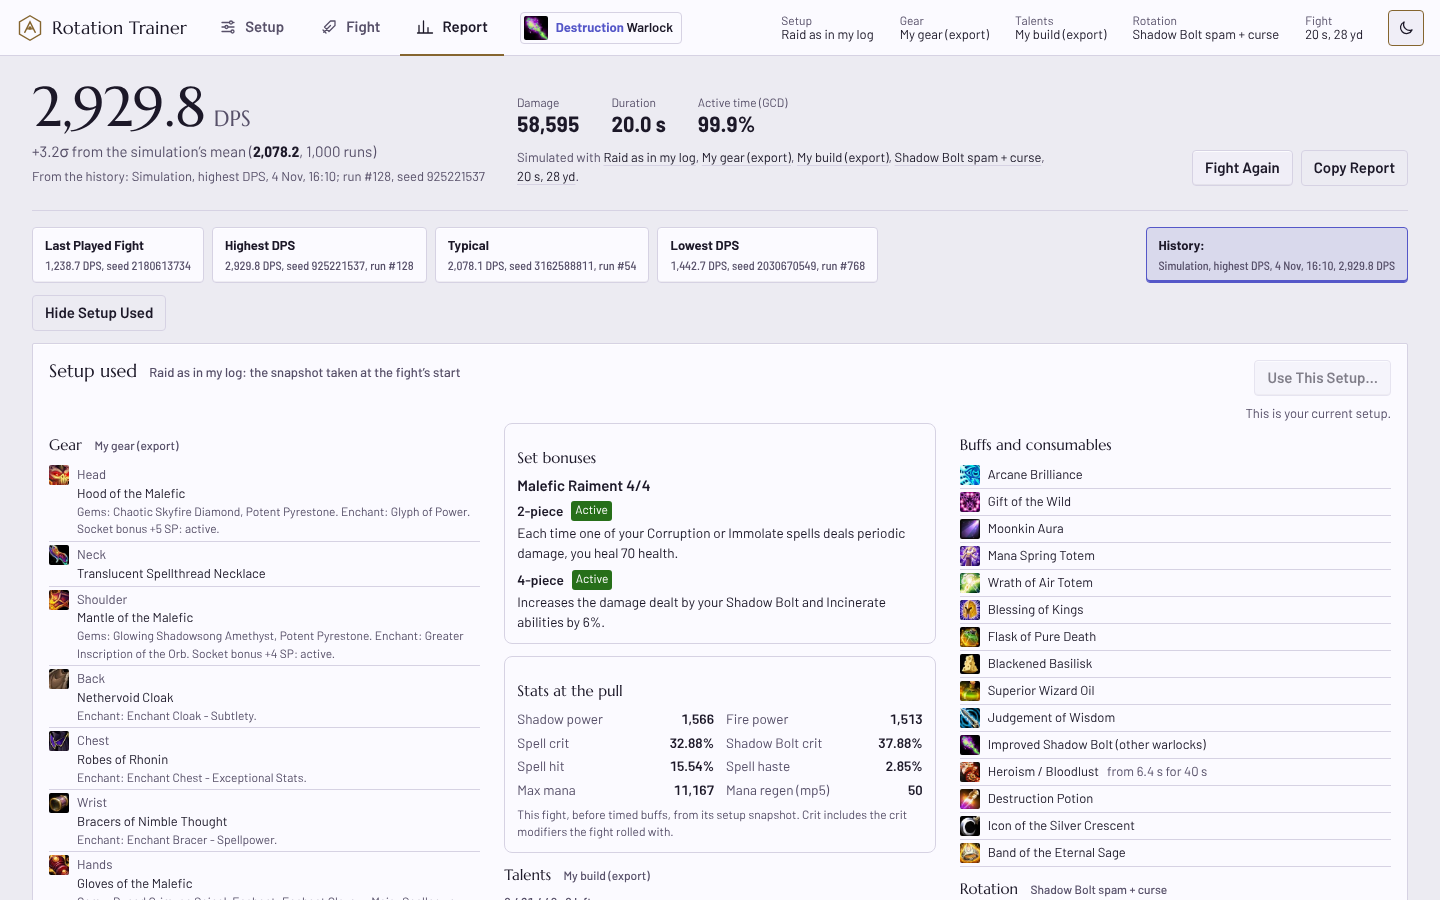 Rotation Trainer
Setup
Fight
Report
Destruction Warlock
Setup
Raid as in my log
Gear
My gear (export)
Talents
My build (export)
Rotation
Shadow Bolt spam + curse
Fight
20 s, 28 yd
2,929.8 DPS
+3.2σ from the simulation's mean (2,078.2, 1,000 runs)
From the history: Simulation, highest DPS, 4 Nov, 16:10; run #128, seed 925221537
Damage
58,595
Duration
20.0 s
Active time (GCD)
99.9%
Simulated with Raid as in my log, My gear (export), My build (export), Shadow Bolt spam + curse,
20 s, 28 yd.
Fight Again
Copy Report
Last Played Fight
1,238.7 DPS, seed 2180613734
Highest DPS
2,929.8 DPS, seed 925221537, run #128
Typical
2,078.1 DPS, seed 3162588811, run #54
Lowest DPS
1,442.7 DPS, seed 2030670549, run #768
History:
Simulation, highest DPS, 4 Nov, 16:10, 2,929.8 DPS
Hide Setup Used
Setup used Raid as in my log: the snapshot taken at the fight's start
Use This Setup...
This is your current setup.
Gear My gear (export)
Head
Hood of the Malefic
Gems: Chaotic Skyfire Diamond, Potent Pyrestone. Enchant: Glyph of Power.
Socket bonus +5 SP: active.
Neck
Translucent Spellthread Necklace
Shoulder
Mantle of the Malefic
Gems: Glowing Shadowsong Amethyst, Potent Pyrestone. Enchant: Greater
Inscription of the Orb. Socket bonus +4 SP: active.
Back
Nethervoid Cloak
Enchant: Enchant Cloak - Subtlety.
Chest
Robes of Rhonin
Enchant: Enchant Chest - Exceptional Stats.
Wrist
Bracers of Nimble Thought
Enchant: Enchant Bracer - Spellpower.
Hands
Gloves of the Malefic
Set bonuses
Malefic Raiment 4/4
2-piece Active
Each time one of your Corruption or Immolate spells deals periodic
damage, you heal 70 health.
4-piece Active
Increases the damage dealt by your Shadow Bolt and Incinerate
abilities by 6%.
Stats at the pull
Shadow power 1,566 Fire power 1,513
Spell crit 32.88% Shadow Bolt crit 37.88%
Spell hit 15.54% Spell haste 2.85%
Max mana 11,167 Mana regen (mp5) 50
This fight, before timed buffs, from its setup snapshot. Crit includes the crit
modifiers the fight rolled with.
Talents My build (export)
Buffs and consumables
Arcane Brilliance
Gift of the Wild
Moonkin Aura
Mana Spring Totem
Wrath of Air Totem
Blessing of Kings
Flask of Pure Death
Blackened Basilisk
Superior Wizard Oil
Judgement of Wisdom
Improved Shadow Bolt (other warlocks)
Heroism / Bloodlust from 6.4 s for 40 s
Destruction Potion
Icon of the Silver Crescent
Band of the Eternal Sage
Rotation Shadow Bolt spam + curse